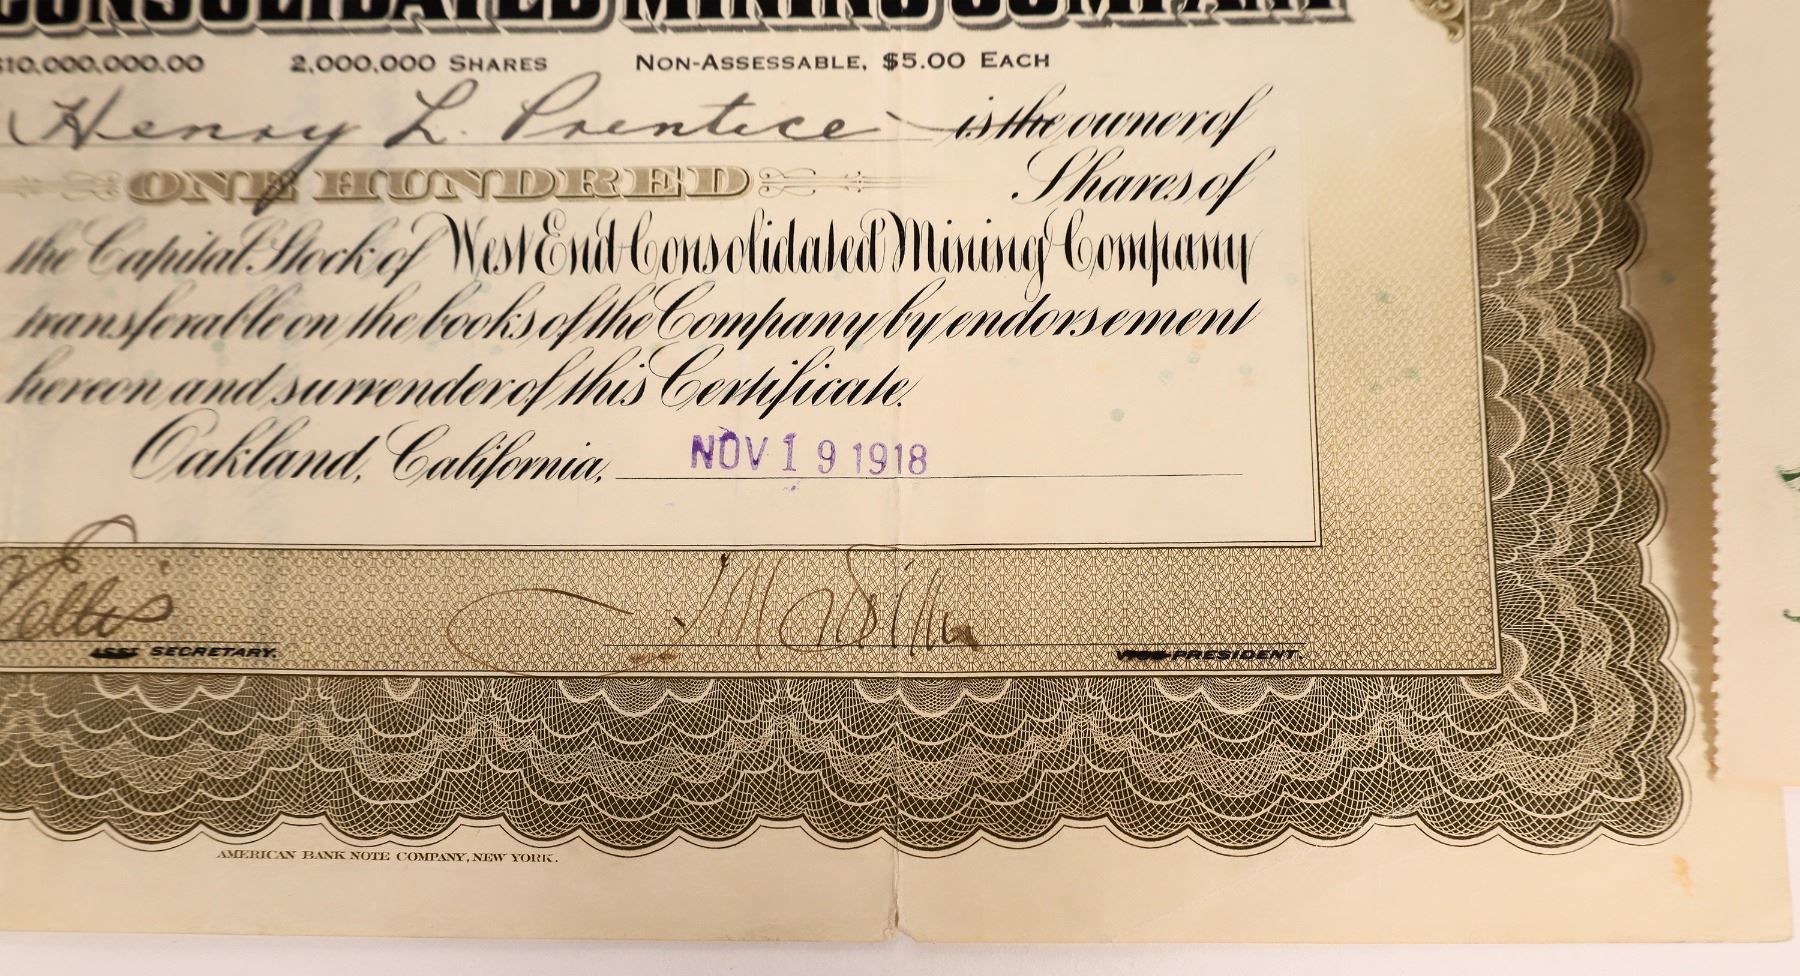 CONSOLIDATED MINING COMPANY
$10,000,000.00 2,000,000 SHARES NON-ASSESSABLE, $5.00 EACH
Henry L. Prentice is the owner of
ONE HUNDRED Shares of
the Capital Stock of West End Consolidated Mining Company
transferable on the books of the Company by endorsement
hereon and surrender of this Certificate.
Oakland, California, NOV 19 1918
ASST SECRETARY. PRESIDENT.
AMERICAN BANK NOTE COMPANY, NEW YORK.